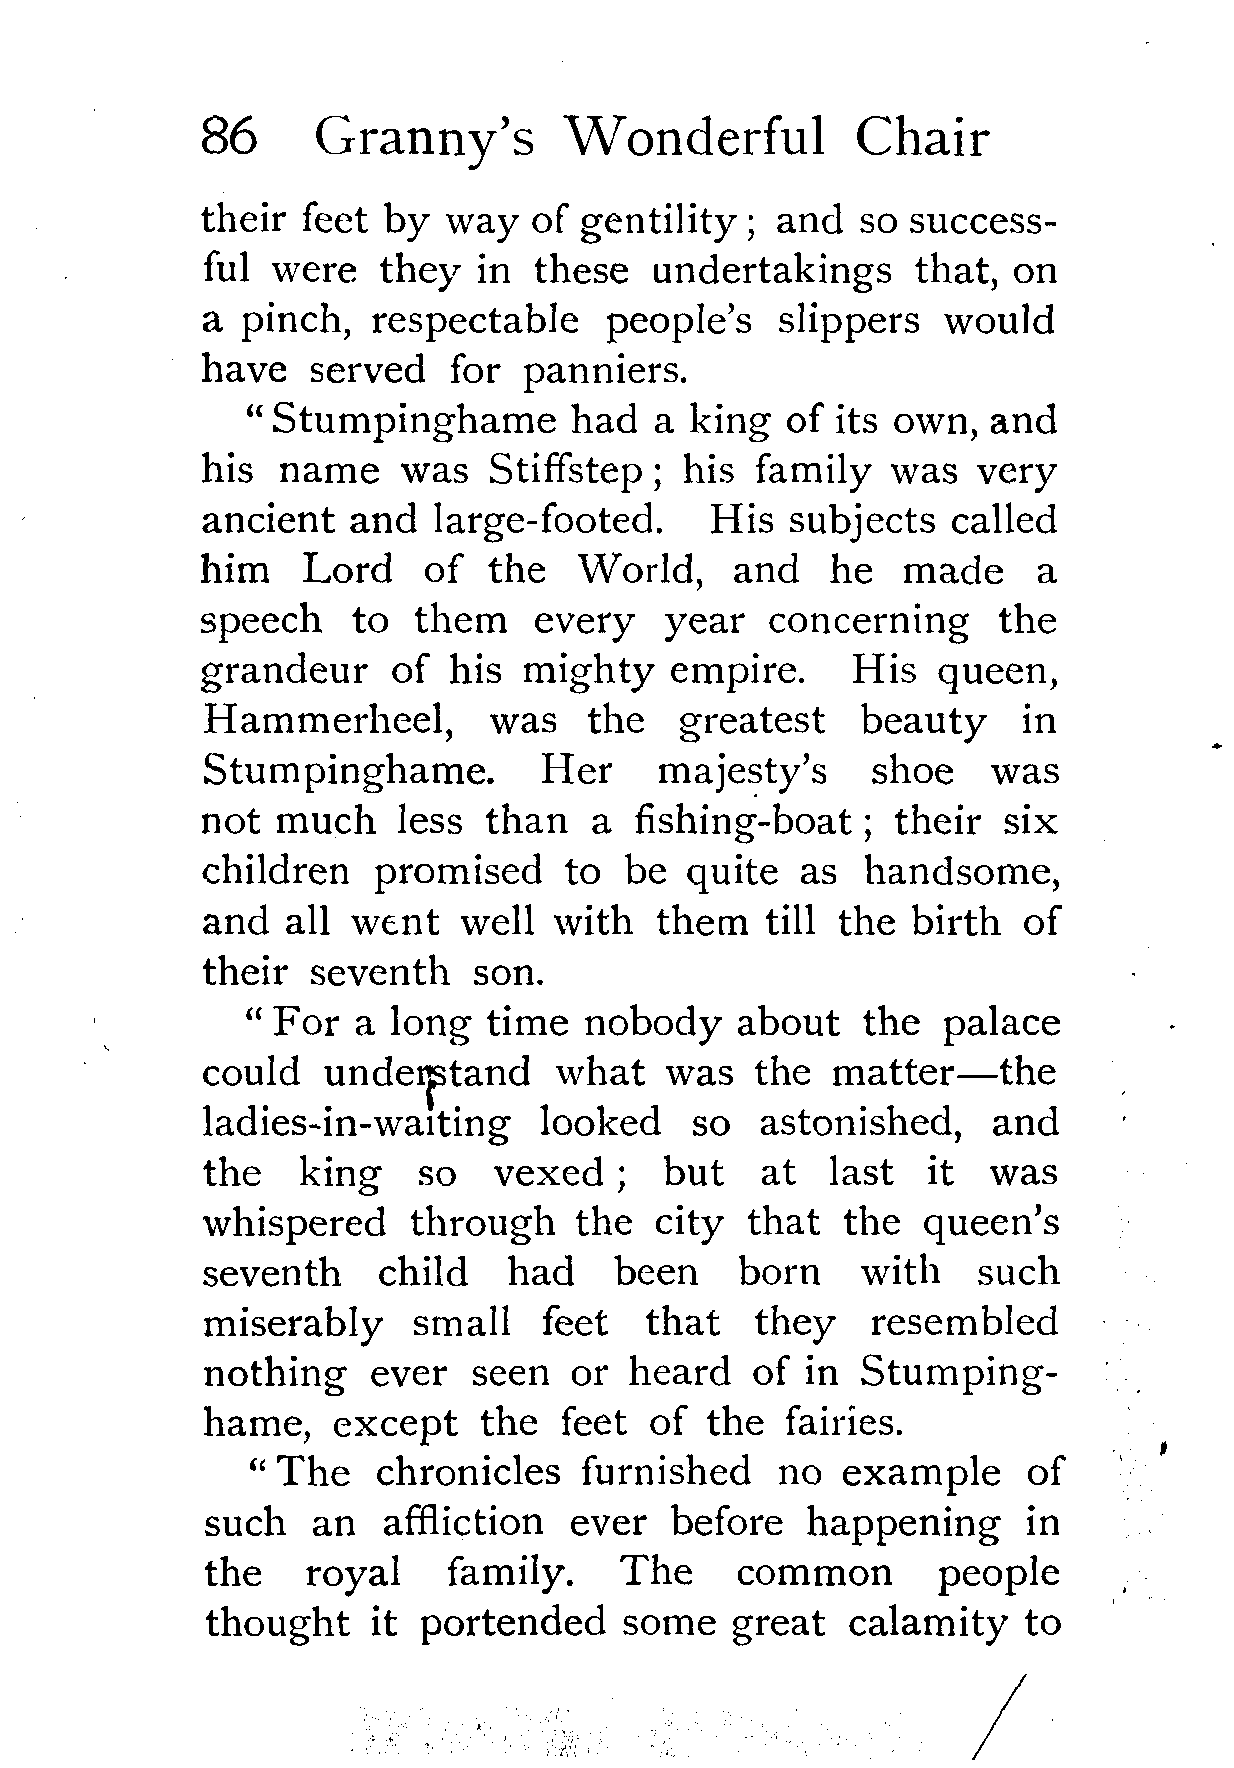 86 Granny's Wonderful Chair
their feet by way of gentility ; and so success-
ful were they in these undertakings that, on
a pinch, respectable people's slippers would
have served for panniers.
“ Stumpinghame had a king of its own, and
his name was Stiffstep ; his family was very
ancient and large-footed. His subjects called
him Lord of the World, and he made a
speech to them every year concerning the
grandeur of his mighty empire. His queen,
Hammerheel, was the greatest beauty in
Stumpinghame. Her majesty's shoe was
not much less than a fishing-boat ; their six
children promised to be quite as handsome,
and all went well with them till the birth of
their seventh son.
“ For a long time nobody about the palace
could understand what was the matter—the
ladies-in-waiting looked so astonished, and
the king so vexed ; but at last it was
whispered through the city that the queen's
seventh child had been born with such
miserably small feet that they resembled
nothing ever seen or heard of in Stumping-
hame, except the feet of the fairies.
“ The chronicles furnished no example of
such an affliction ever before happening in
the royal family. The common people
thought it portended some great calamity to